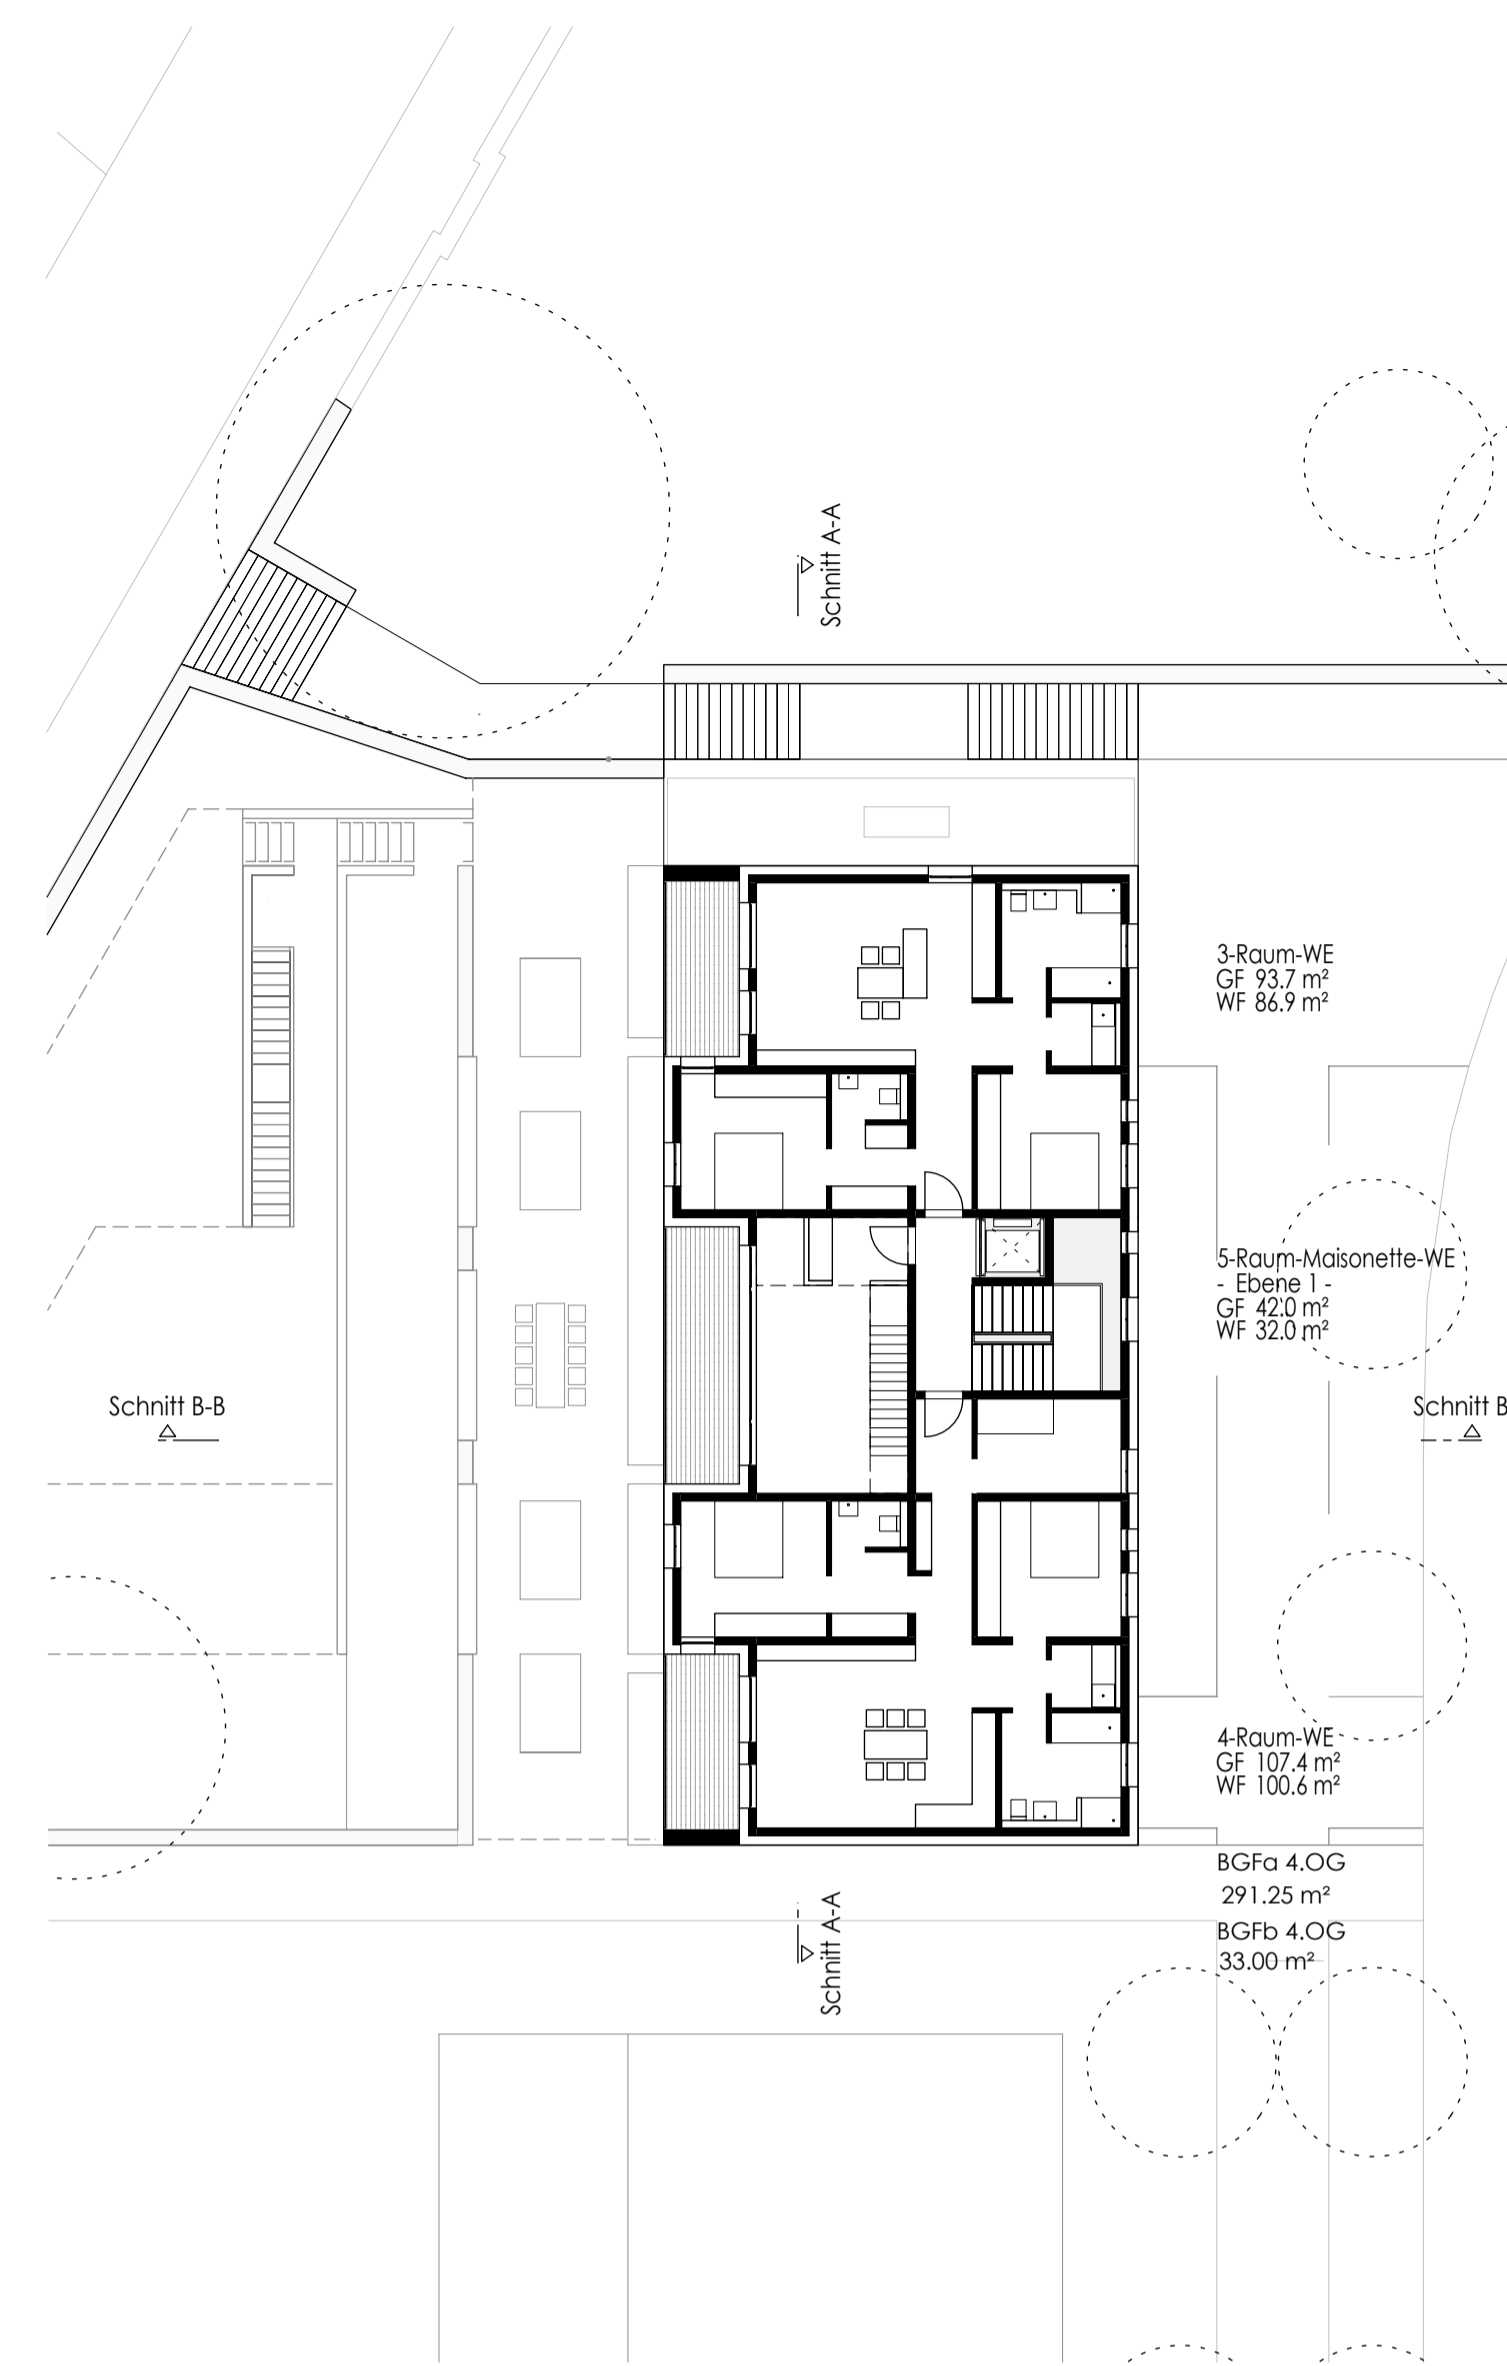 Schnitt A-A
3-Raum-WE
GF 93.7 m²
WF 86.9 m²
5-Raum-Maisonette-WE
- Ebene 1 -
GF 42.0 m²
WF 32.0 m²
Schnitt B-B
Schnitt B
4-Raum-WE
GF 107.4 m²
WF 100.6 m²
BGFa 4.OG
291.25 m²
BGFb 4.OG
33.00 m²
Schnitt A-A